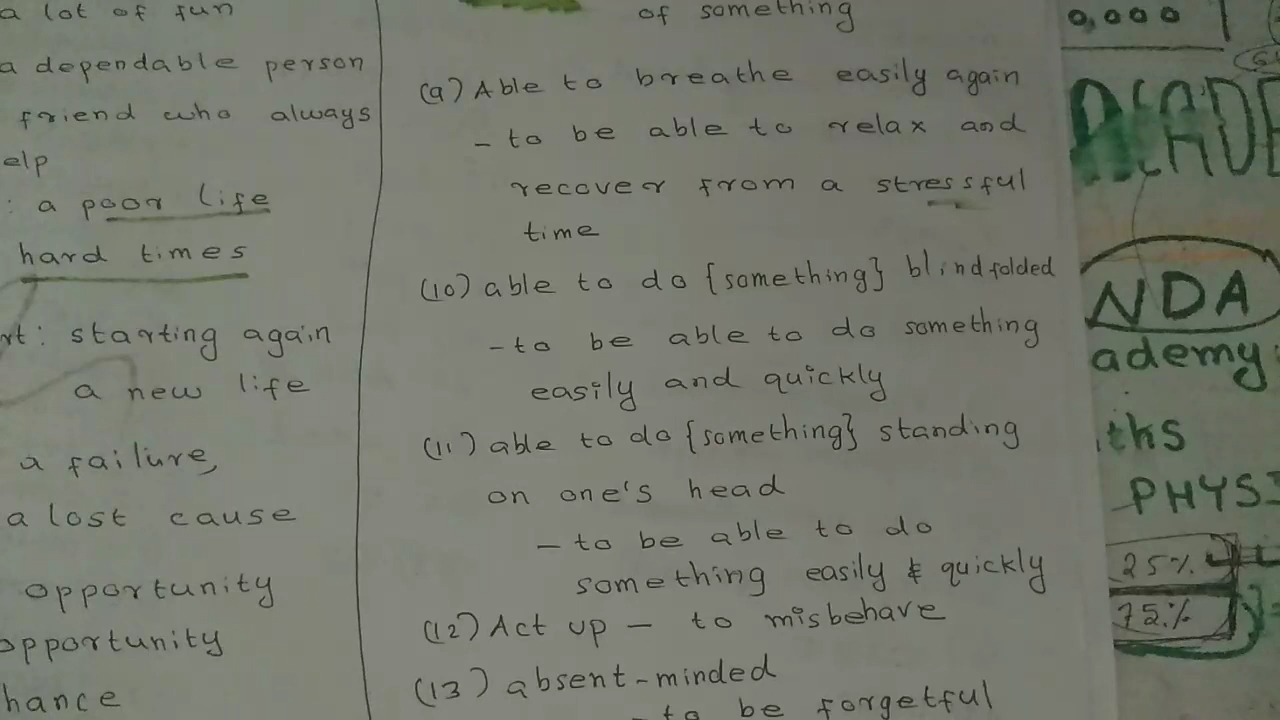 a lot of fun
a dependable person
friend who always
elp
: a poor life
hard times
rt: starting again
a new life
a failure,
a lost cause
opportunity
opportunity
hance
of something
(9) Able to breathe easily again
- to be able to relax and
recover from a stressful
time
(10) able to do {something} blindfolded
- to be able to do something
easily and quickly
(11) able to do {something} standing
on one's head
- to be able to do
something easily & quickly
(12) Act up - to misbehave
(13) absent-minded
- to be forgetful
0,000
ACADE
NDA
ademy
ths
PHYSI
25%
75%